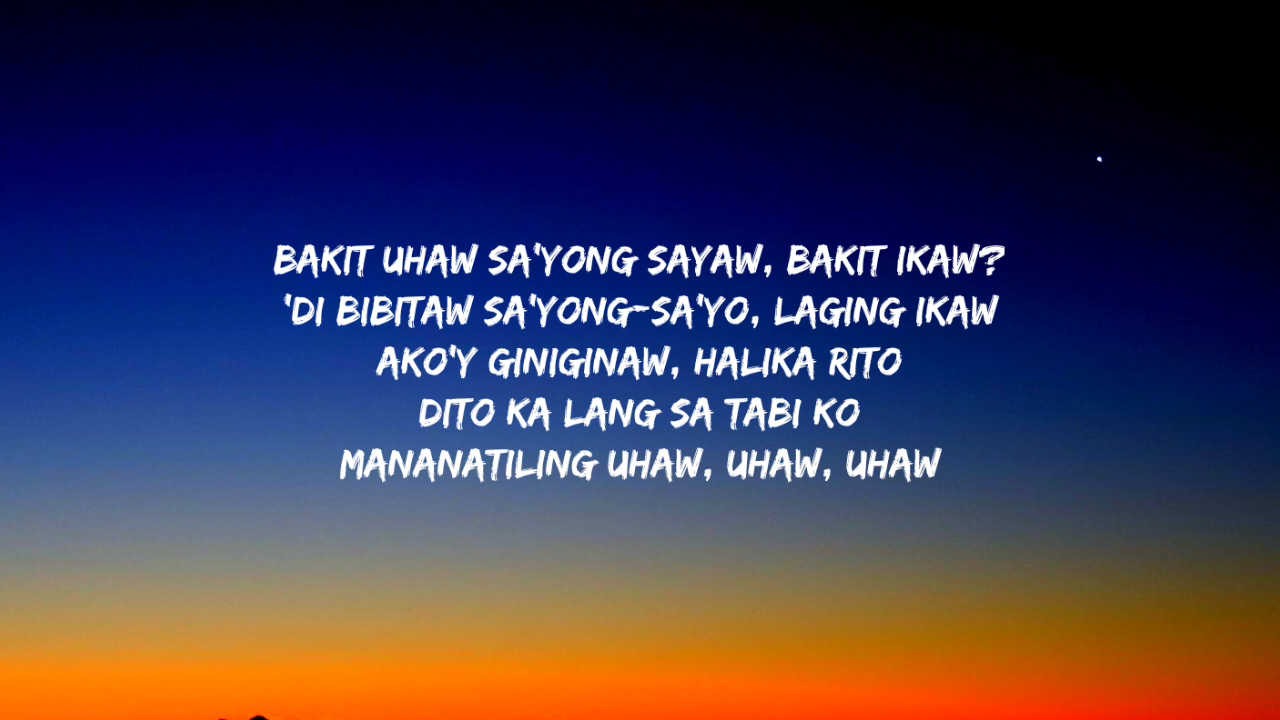 BAKIT UHAW SA'YONG SAYAW, BAKIT IKAW?
'DI BIBITAW SA'YONG-SA'YO, LAGING IKAW
AKO'Y GINIGINAW, HALIKA RITO
DITO KA LANG SA TABI KO
MANANATILING UHAW, UHAW, UHAW